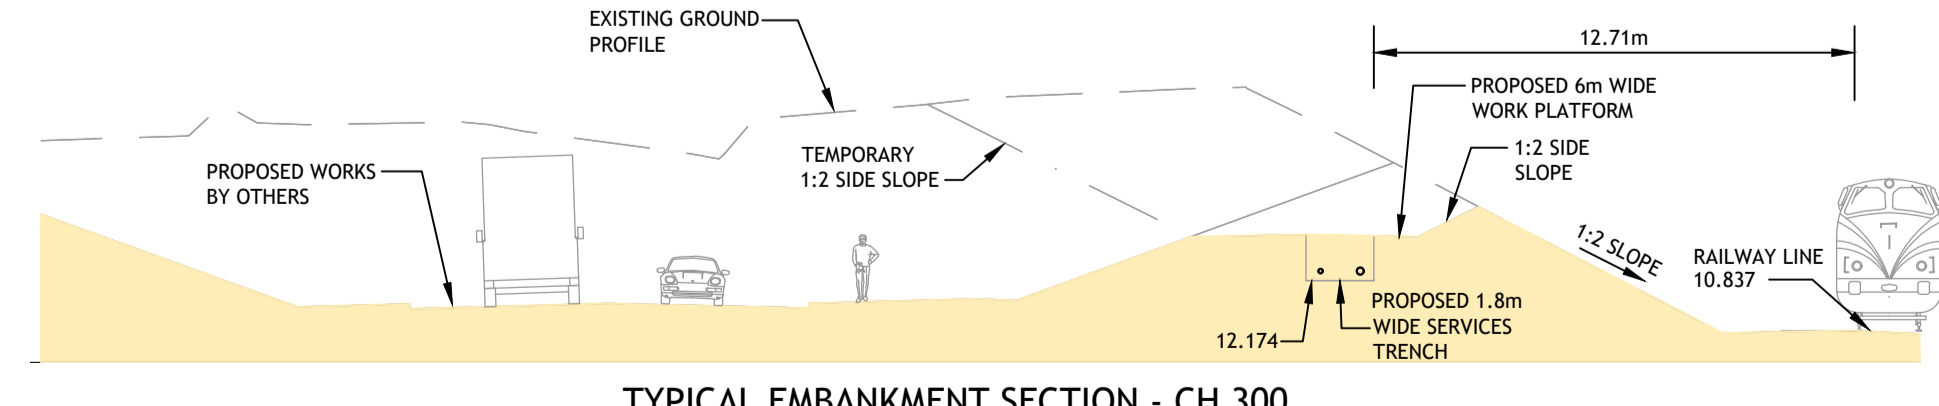 EXISTING GROUND
PROFILE
12.71m
PROPOSED 6m WIDE
WORK PLATFORM
TEMPORARY
1:2 SIDE SLOPE
1:2 SIDE
SLOPE
PROPOSED WORKS
BY OTHERS
1:2 SLOPE
RAILWAY LINE
10.837
PROPOSED 1.8m
WIDE SERVICES
TRENCH
12.174
TYPICAL EMBANKMENT SECTION - CH 300